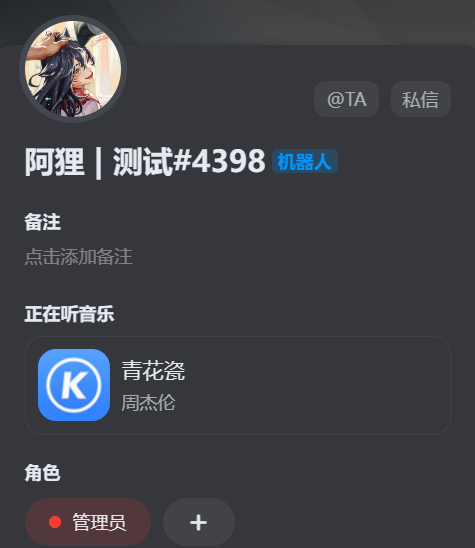 @TA 私信
阿狸 | 测试#4398 机器人
备注
点击添加备注
正在听音乐
K
青花瓷
周杰伦
角色
管理员 +